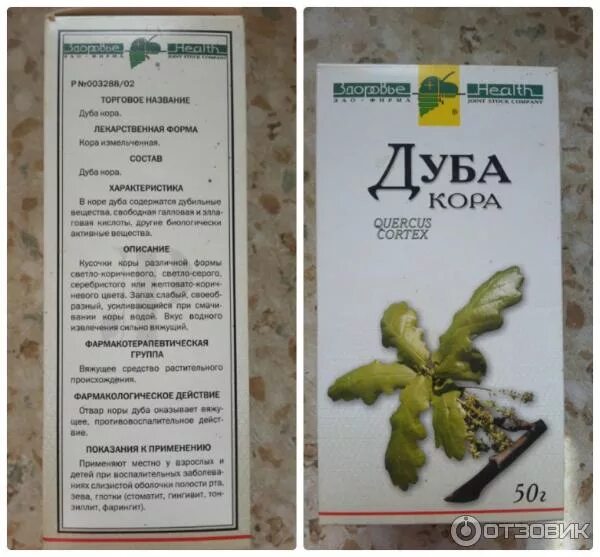 Здоровье Health
ЗАО - ФИРМА JOINT STOCK COMPANY
Р №003288/02
ТОРГОВОЕ НАЗВАНИЕ
Дуба кора.
ЛЕКАРСТВЕННАЯ ФОРМА
Кора измельченная.
СОСТАВ
Дуба кора.
ХАРАКТЕРИСТИКА
В коре дуба содержатся дубильные
вещества, свободная галловая и элла-
говая кислоты, другие биологически
активные вещества.
ОПИСАНИЕ
Кусочки коры различной формы
светло-коричневого, светло-серого,
серебристого или желтовато-корич-
невого цвета. Запах слабый, своеоб-
разный, усиливающийся при смачи-
вании коры водой. Вкус водного
извлечения сильно вяжущий.
ФАРМАКОТЕРАПЕВТИЧЕСКАЯ
ГРУППА
Вяжущее средство растительного
происхождения.
ФАРМАКОЛОГИЧЕСКОЕ ДЕЙСТВИЕ
Отвар коры дуба оказывает вяжу-
щее, противовоспалительное дейст-
вие.
ПОКАЗАНИЯ К ПРИМЕНЕНИЮ
Применяют местно у взрослых и
детей при воспалительных заболева-
ниях слизистой оболочки полости рта,
зева, глотки (стоматит, гингивит, тон-
зиллит, фарингит).
Здоровье Health
ЗАО - ФИРМА JOINT STOCK COMPANY
®
ДУБА
КОРА
QUERCUS
CORTEX
50г
ОТЗОВИК